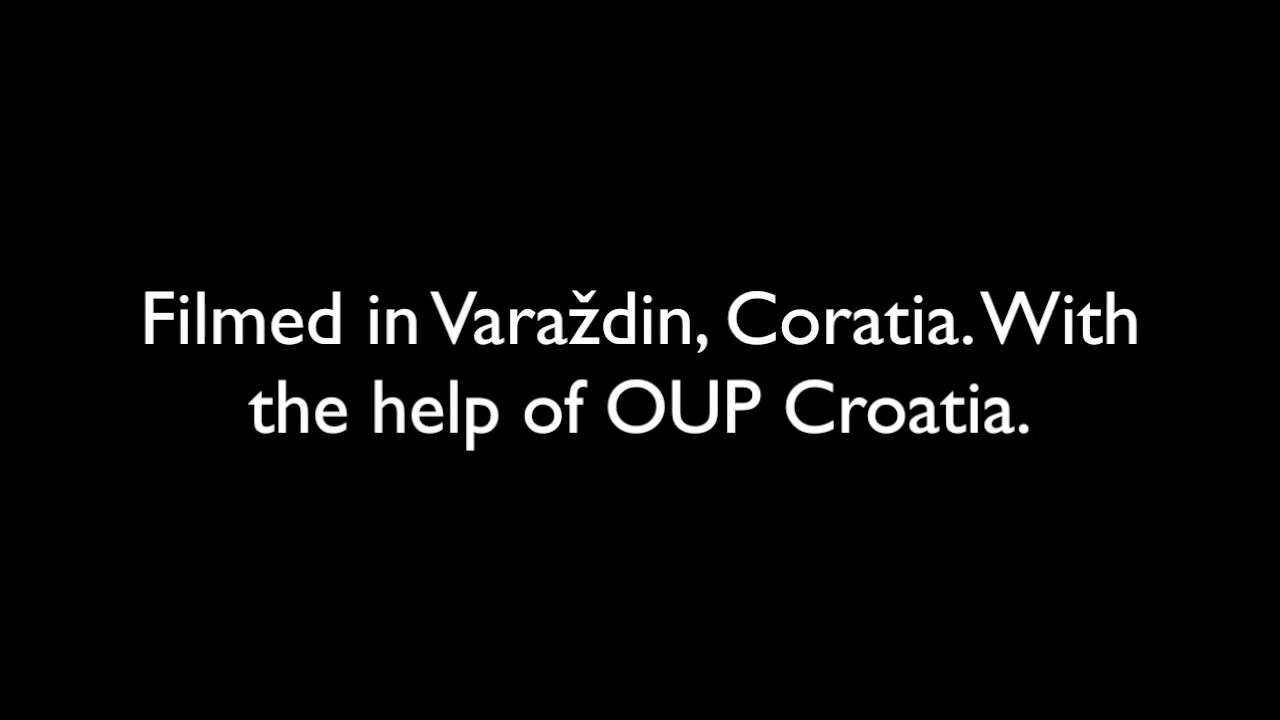 Filmed in Varaždin, Coratia. With
the help of OUP Croatia.